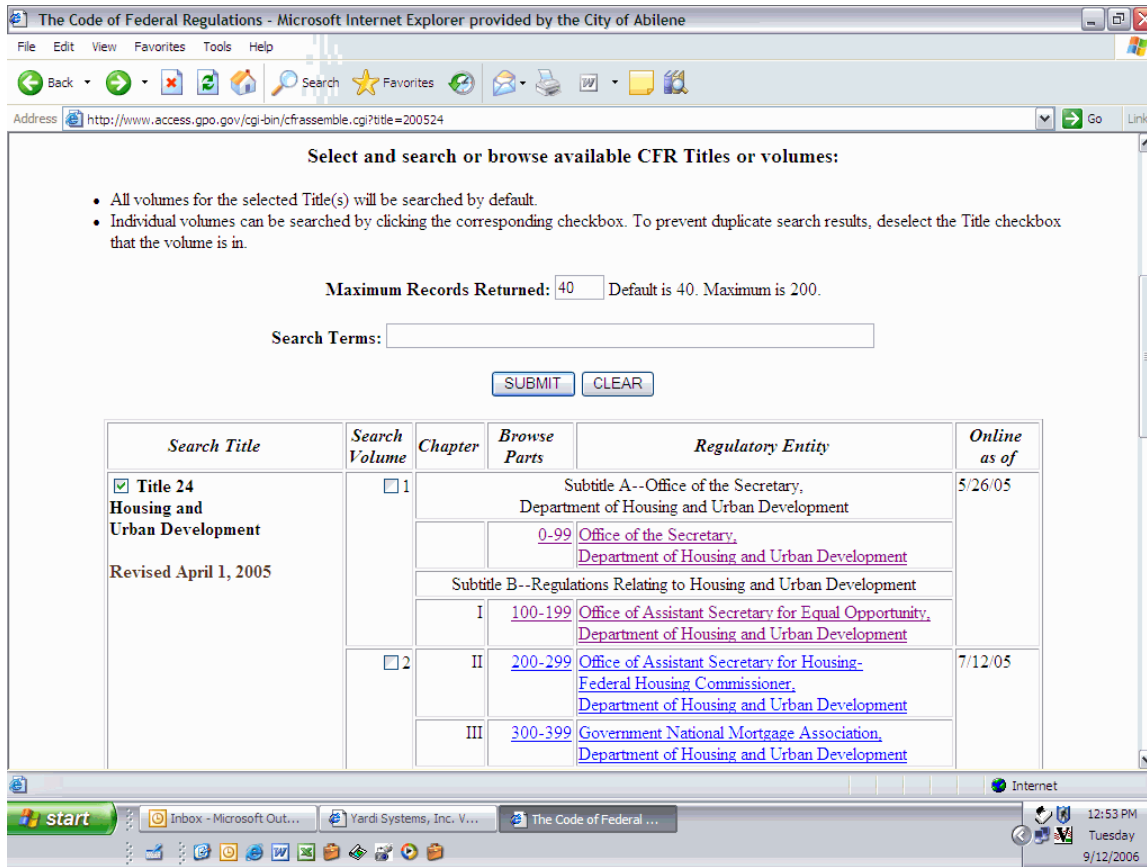 The Code of Federal Regulations - Microsoft Internet Explorer provided by the City of Abilene
File Edit View Favorites Tools Help
Back Search Favorites
Address http://www.access.gpo.gov/cgi-bin/cfrassemble.cgi?title=200524 Go Link
Select and search or browse available CFR Titles or volumes:
• All volumes for the selected Title(s) will be searched by default.
• Individual volumes can be searched by clicking the corresponding checkbox. To prevent duplicate search results, deselect the Title checkbox
that the volume is in.
Maximum Records Returned: 40 Default is 40. Maximum is 200.
Search Terms:
SUBMIT CLEAR
Search Title Search Volume Chapter Browse Parts Regulatory Entity Online as of
Title 24
Housing and
Urban Development
Revised April 1, 2005
1
Subtitle A--Office of the Secretary,
Department of Housing and Urban Development
5/26/05
0-99 Office of the Secretary,
Department of Housing and Urban Development
Subtitle B--Regulations Relating to Housing and Urban Development
I 100-199 Office of Assistant Secretary for Equal Opportunity,
Department of Housing and Urban Development
2 II 200-299 Office of Assistant Secretary for Housing- 7/12/05
Federal Housing Commissioner,
Department of Housing and Urban Development
III 300-399 Government National Mortgage Association,
Department of Housing and Urban Development
Internet
start Inbox - Microsoft Out... Yardi Systems, Inc. V... The Code of Federal ... 12:53 PM
Tuesday
9/12/2006